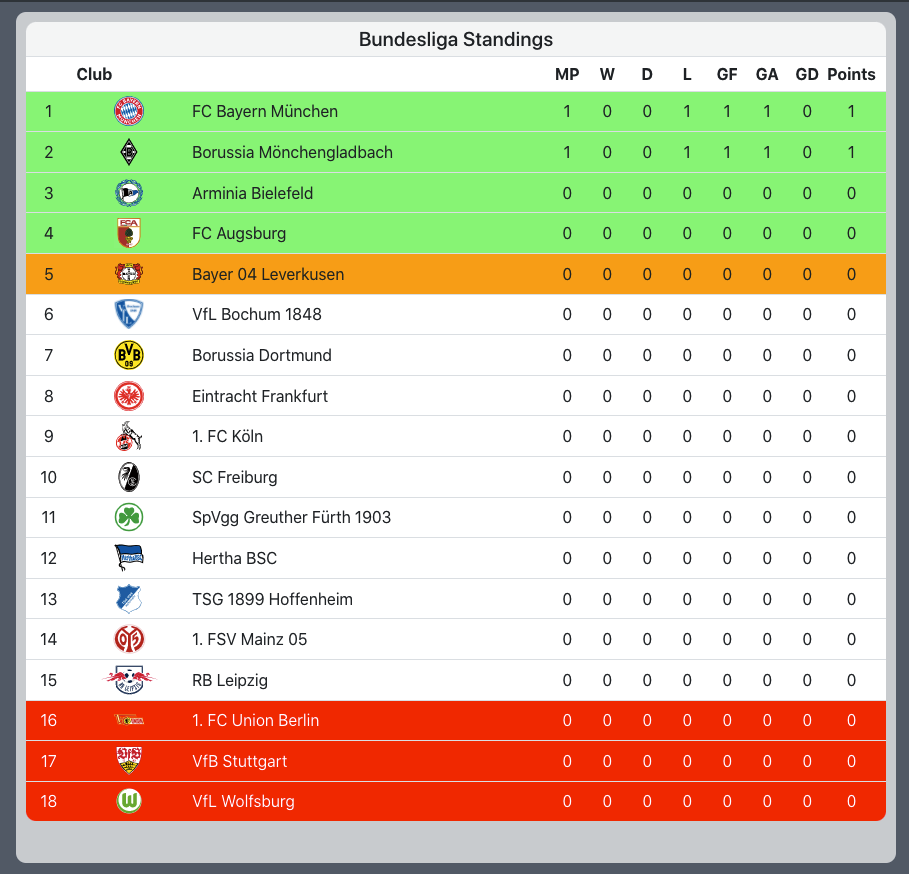 Bundesliga Standings
Club MP W D L GF GA GD Points
1 FC Bayern München 1 0 0 1 1 1 0 1
2 Borussia Mönchengladbach 1 0 0 1 1 1 0 1
3 Arminia Bielefeld 0 0 0 0 0 0 0 0
4 FC Augsburg 0 0 0 0 0 0 0 0
5 Bayer 04 Leverkusen 0 0 0 0 0 0 0 0
6 VfL Bochum 1848 0 0 0 0 0 0 0 0
7 Borussia Dortmund 0 0 0 0 0 0 0 0
8 Eintracht Frankfurt 0 0 0 0 0 0 0 0
9 1. FC Köln 0 0 0 0 0 0 0 0
10 SC Freiburg 0 0 0 0 0 0 0 0
11 SpVgg Greuther Fürth 1903 0 0 0 0 0 0 0 0
12 Hertha BSC 0 0 0 0 0 0 0 0
13 TSG 1899 Hoffenheim 0 0 0 0 0 0 0 0
14 1. FSV Mainz 05 0 0 0 0 0 0 0 0
15 RB Leipzig 0 0 0 0 0 0 0 0
16 1. FC Union Berlin 0 0 0 0 0 0 0 0
17 VfB Stuttgart 0 0 0 0 0 0 0 0
18 VfL Wolfsburg 0 0 0 0 0 0 0 0